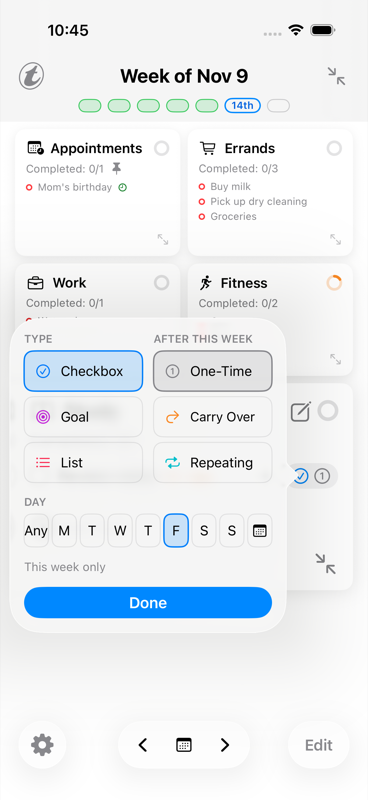 10:45
t
Week of Nov 9
14th
Appointments
Completed: 0/1
Mom's birthday
Errands
Completed: 0/3
Buy milk
Pick up dry cleaning
Groceries
Work
Completed: 0/1
Fitness
Completed: 0/2
TYPE
AFTER THIS WEEK
Checkbox
1 One-Time
Goal
Carry Over
List
Repeating
1
DAY
Any M T W T F S S
This week only
Done
Edit